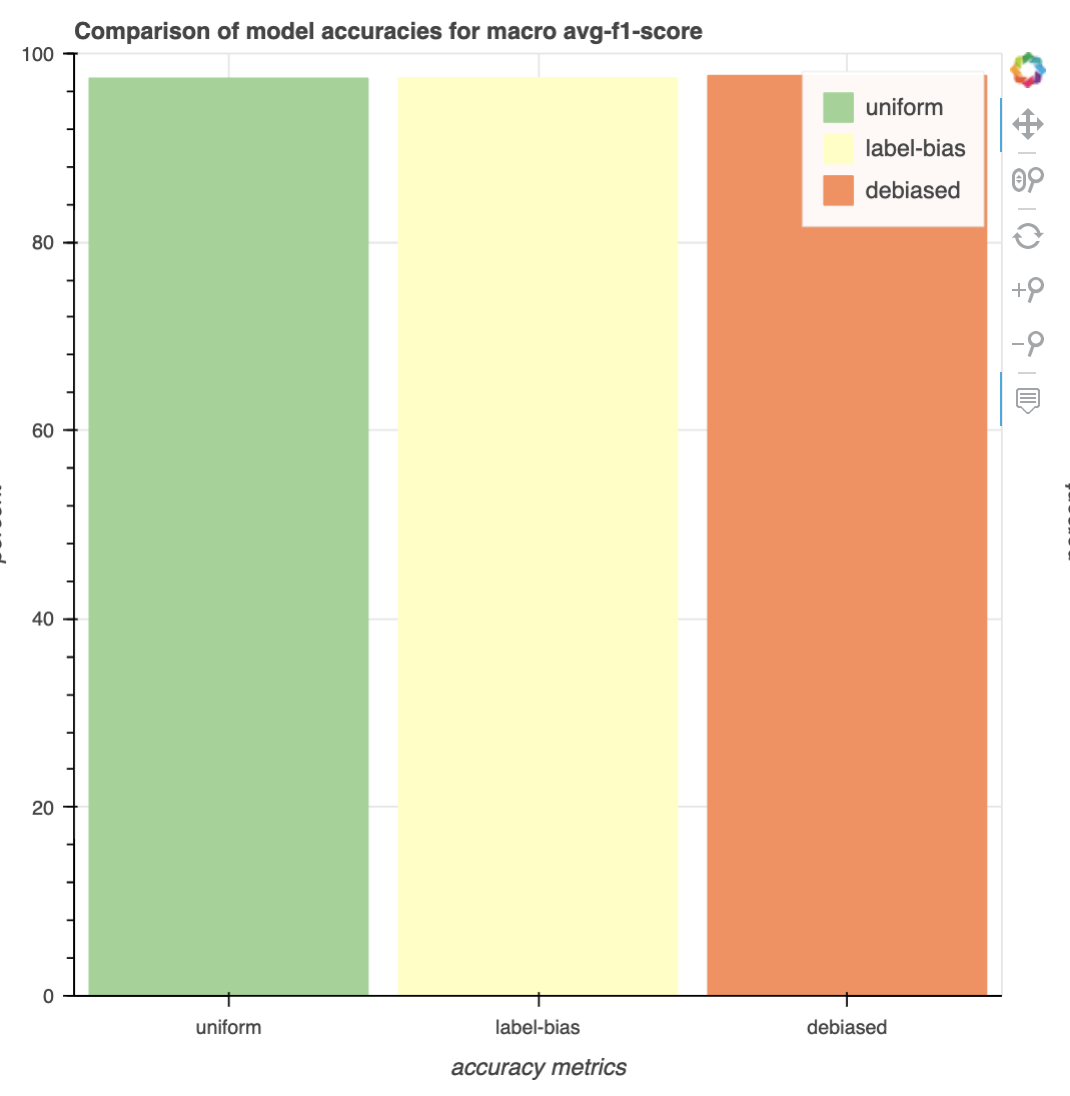 Comparison of model accuracies for macro avg-f1-score
100
80
60
40
20
0
uniform
label-bias
debiased
uniform
label-bias
debiased
accuracy metrics